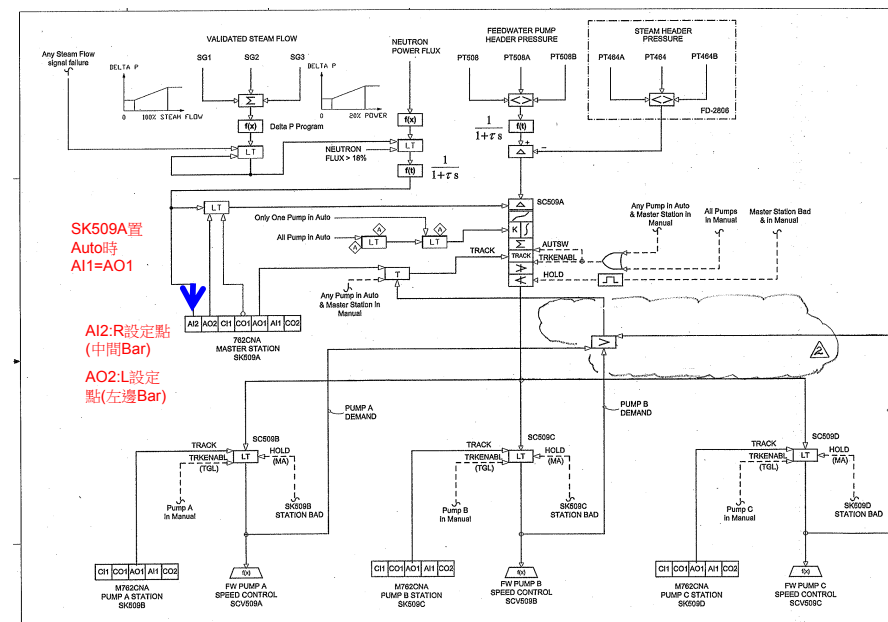 VALIDATED STEAM FLOW
Any Steam Flow
signal failure
SG1
SG2
SG3
DELTA P
0
100% STEAM FLOW
Σ
f(x)
Delta P Program
LT
DELTA P
0
20% POWER
NEUTRON
POWER FLUX
f(x)
LT
NEUTRON
FLUX > 18%
f(t)
1
1+τ s
FEEDWATER PUMP
HEADER PRESSURE
PT508
PT508A
PT508B
< >
1
1+τ s
f(t)
+
Δ
−
STEAM HEADER
PRESSURE
PT464A
PT464
PT464B
< >
FD-2806
SK509A置
Auto時
AI1=AO1
LT
Only One Pump in Auto
All Pump in Auto
A
LT
A
LT
A
SC509A
Δ
K
∫
Σ
TRACK
AUTSW
TRKENABL
HOLD
TRACK
T
Any Pump in Auto
& Master Station in
Manual
Any Pump in Auto
& Master Station in
Manual
All Pumps
in Manual
Master Station Bad
& in Manual
AI2
AO2
CI1
CO1
AO1
AI1
CO2
762CNA
MASTER STATION
SK509A
AI2:R設定點
(中間Bar)
AO2:L設定
點(左邊Bar)
>
2
PUMP A
DEMAND
PUMP B
DEMAND
SC509B
TRACK
LT
HOLD
(MA)
TRKENABL
(TGL)
Pump A
in Manual
SK509B
STATION BAD
SC509C
TRACK
LT
HOLD
(MA)
TRKENABL
(TGL)
Pump B
in Manual
SK509C
STATION BAD
SC509D
TRACK
LT
HOLD
(MA)
TRKENABL
(TGL)
Pump C
in Manual
SK509D
STATION BAD
CI1
CO1
AO1
AI1
CO2
M762CNA
PUMP A STATION
SK509B
f(x)
FW PUMP A
SPEED CONTROL
SCV509A
CI1
CO1
AO1
AI1
CO2
M762CNA
PUMP B STATION
SK509C
f(x)
FW PUMP B
SPEED CONTROL
SCV509B
CI1
CO1
AO1
AI1
CO2
M762CNA
PUMP C STATION
SK509D
f(x)
FW PUMP C
SPEED CONTROL
SCV509C